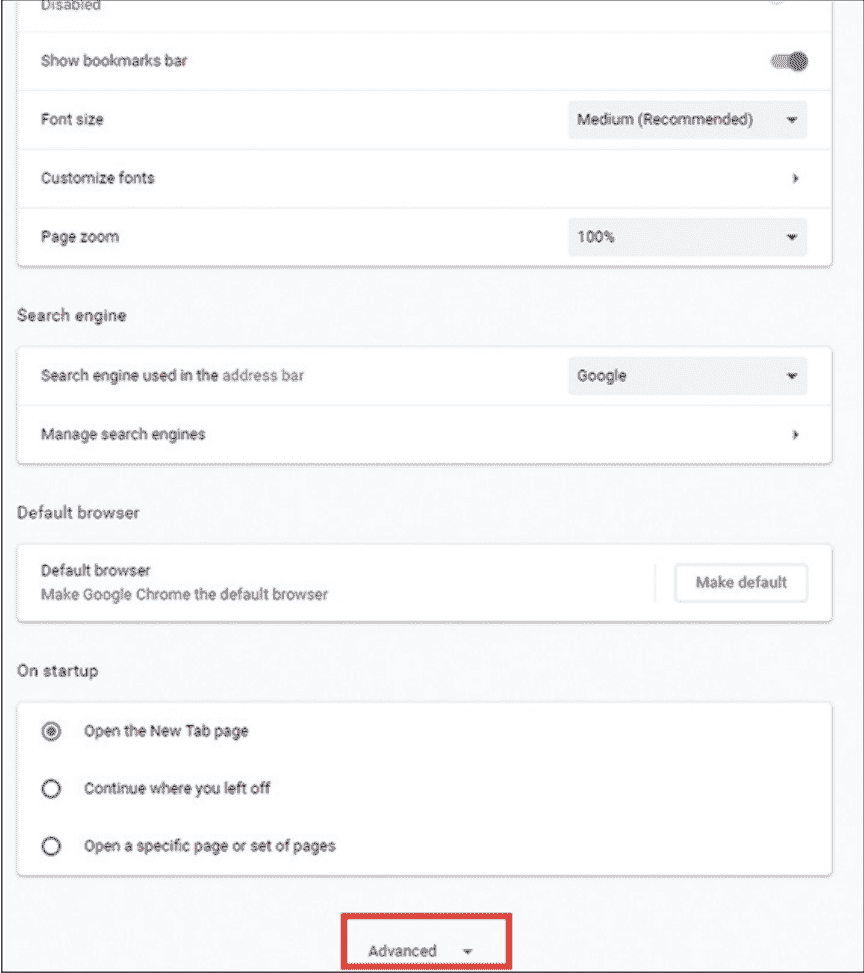 Disabled
Show bookmarks bar
Font size
Medium (Recommended)
Customize fonts
Page zoom
100%
Search engine
Search engine used in the address bar
Google
Manage search engines
Default browser
Default browser
Make Google Chrome the default browser
Make default
On startup
Open the New Tab page
Continue where you left off
Open a specific page or set of pages
Advanced